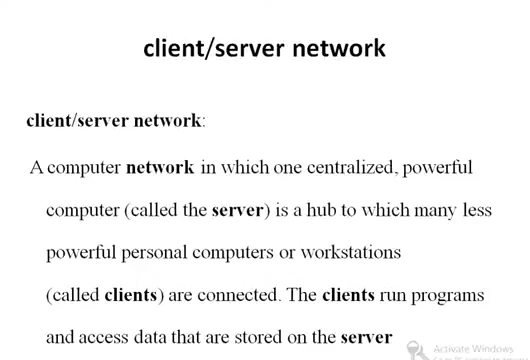 client/server network
client/server network:
A computer network in which one centralized, powerful
computer (called the server) is a hub to which many less
powerful personal computers or workstations
(called clients) are connected. The clients run programs
and access data that are stored on the server
Activate Windows